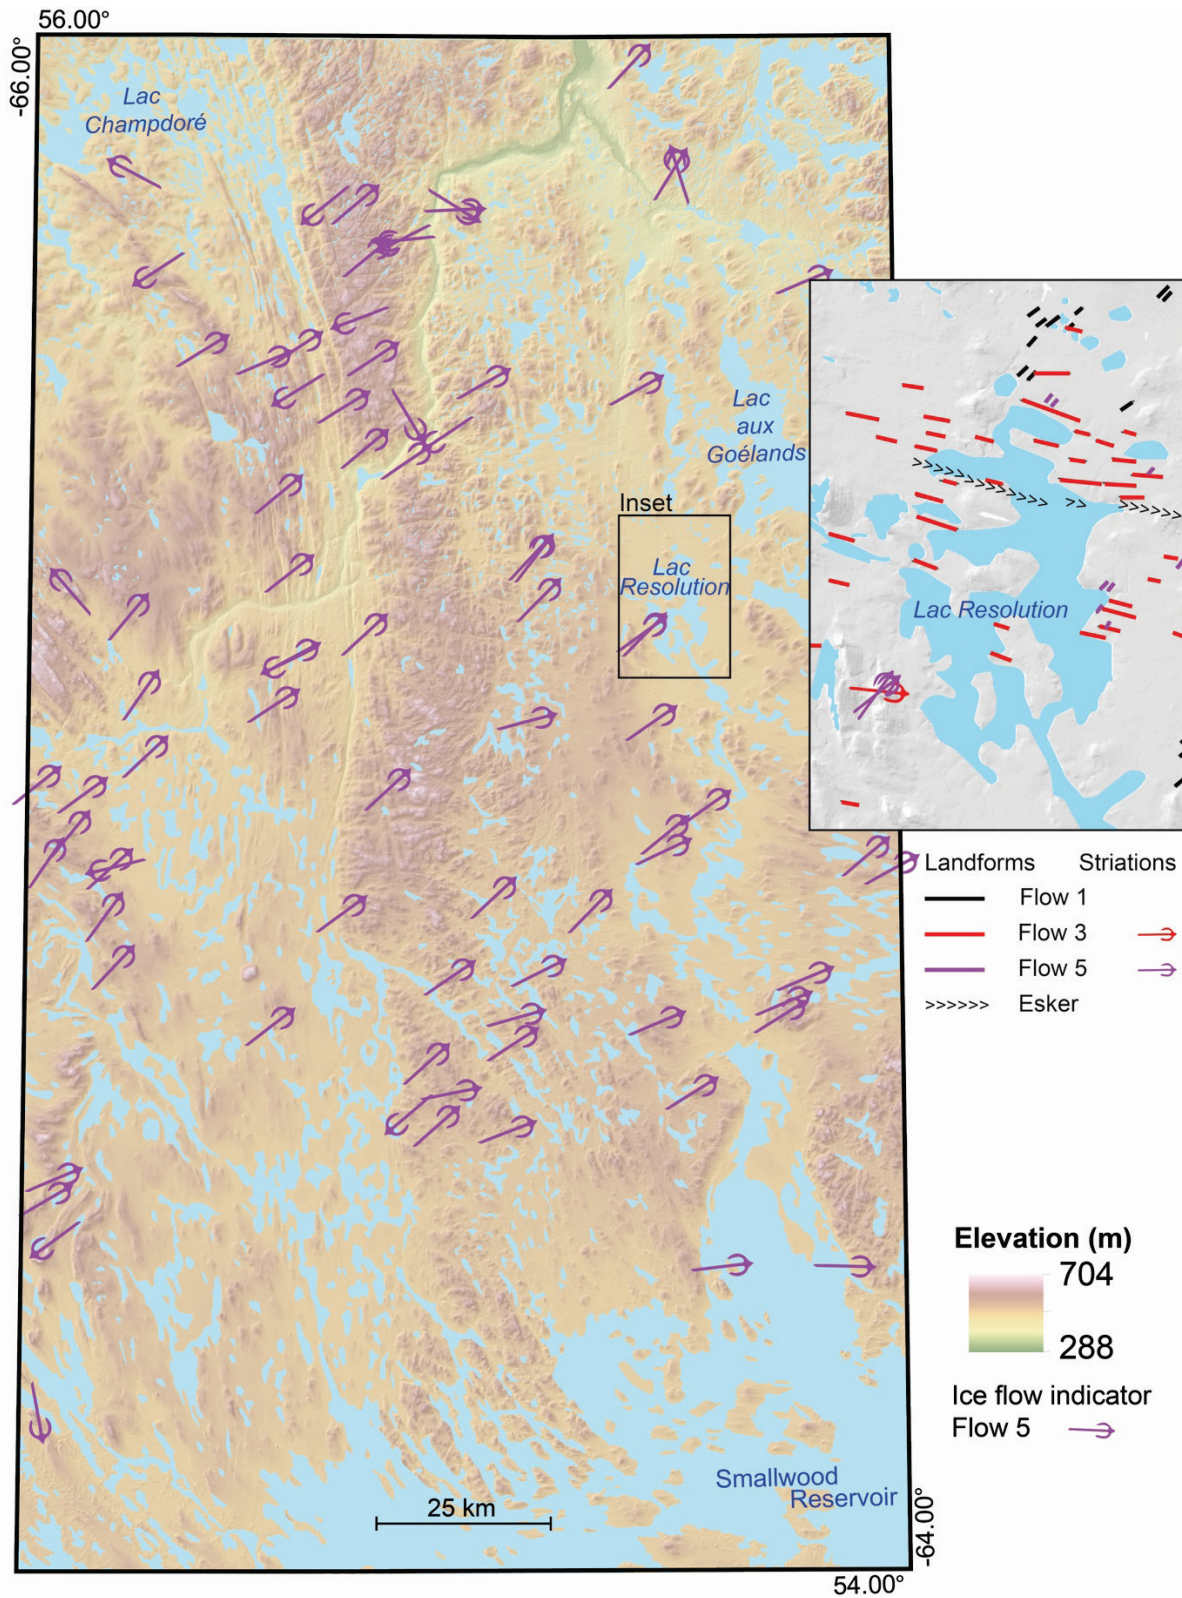 56.00°
-66.00°
Lac
Champdoré
Lac
aux
Goélands
Inset
Lac
Resolution
Lac Resolution
>>>>>>>>>>>>>>
>>
>>>>>>>
Landforms Striations
Flow 1
Flow 3
Flow 5
>>>>>> Esker
Elevation (m)
704
288
Ice flow indicator
Flow 5
Smallwood
Reservoir
25 km
-64.00°
54.00°